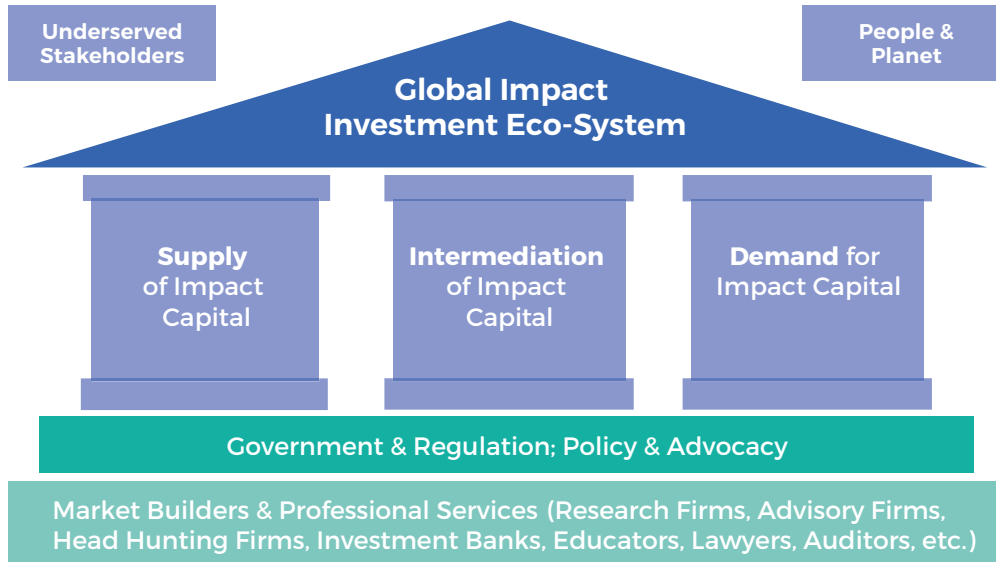 Underserved
Stakeholders
People &
Planet
Global Impact
Investment Eco-System
Supply
of Impact
Capital
Intermediation
of Impact
Capital
Demand for
Impact Capital
Government & Regulation; Policy & Advocacy
Market Builders & Professional Services (Research Firms, Advisory Firms,
Head Hunting Firms, Investment Banks, Educators, Lawyers, Auditors, etc.)